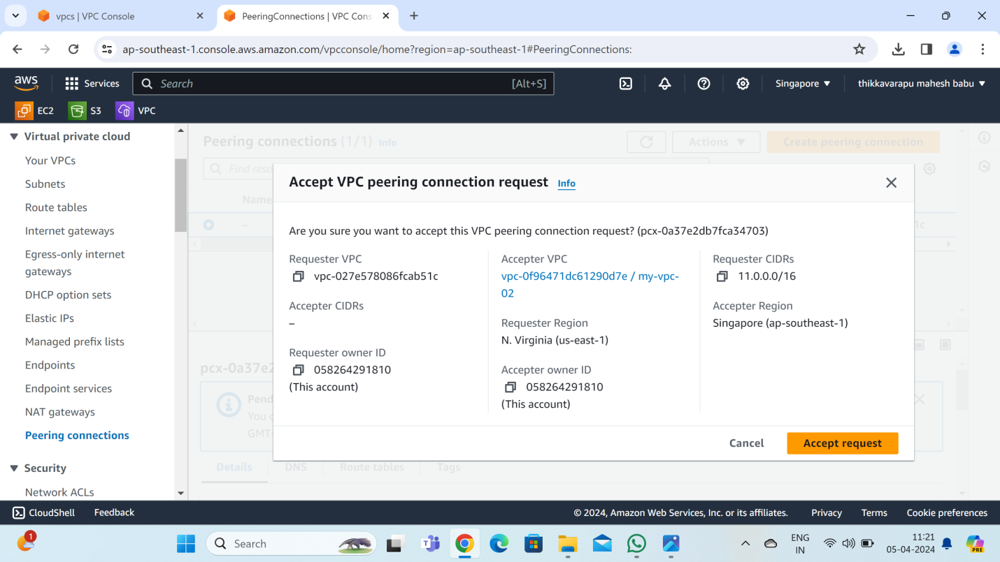 vpcs | VPC Console
PeeringConnections | VPC Cons
ap-southeast-1.console.aws.amazon.com/vpcconsole/home?region=ap-southeast-1#PeeringConnections:
aws
Services
Search
[Alt+S]
Singapore
thikkavarapu mahesh babu
EC2
S3
VPC
Virtual private cloud
Your VPCs
Subnets
Route tables
Internet gateways
Egress-only internet
gateways
DHCP option sets
Elastic IPs
Managed prefix lists
Endpoints
Endpoint services
NAT gateways
Peering connections
Security
Network ACLs
Peering connections (1/1) Info
Actions
Create peering connection
Find reso
Name
–
1c
Accept VPC peering connection request Info
Are you sure you want to accept this VPC peering connection request? (pcx-0a37e2db7fca34703)
Requester VPC
vpc-027e578086fcab51c
Accepter CIDRs
–
Requester owner ID
058264291810
(This account)
Accepter VPC
vpc-0f96471dc61290d7e / my-vpc-
02
Requester Region
N. Virginia (us-east-1)
Accepter owner ID
058264291810
(This account)
Requester CIDRs
11.0.0.0/16
Accepter Region
Singapore (ap-southeast-1)
Cancel
Accept request
pcx-0a37e2
Pend
You c
GMT-
Details
DNS
Route tables
Tags
CloudShell
Feedback
© 2024, Amazon Web Services, Inc. or its affiliates.
Privacy
Terms
Cookie preferences
1
Search
ENG
IN
11:21
05-04-2024
PRE